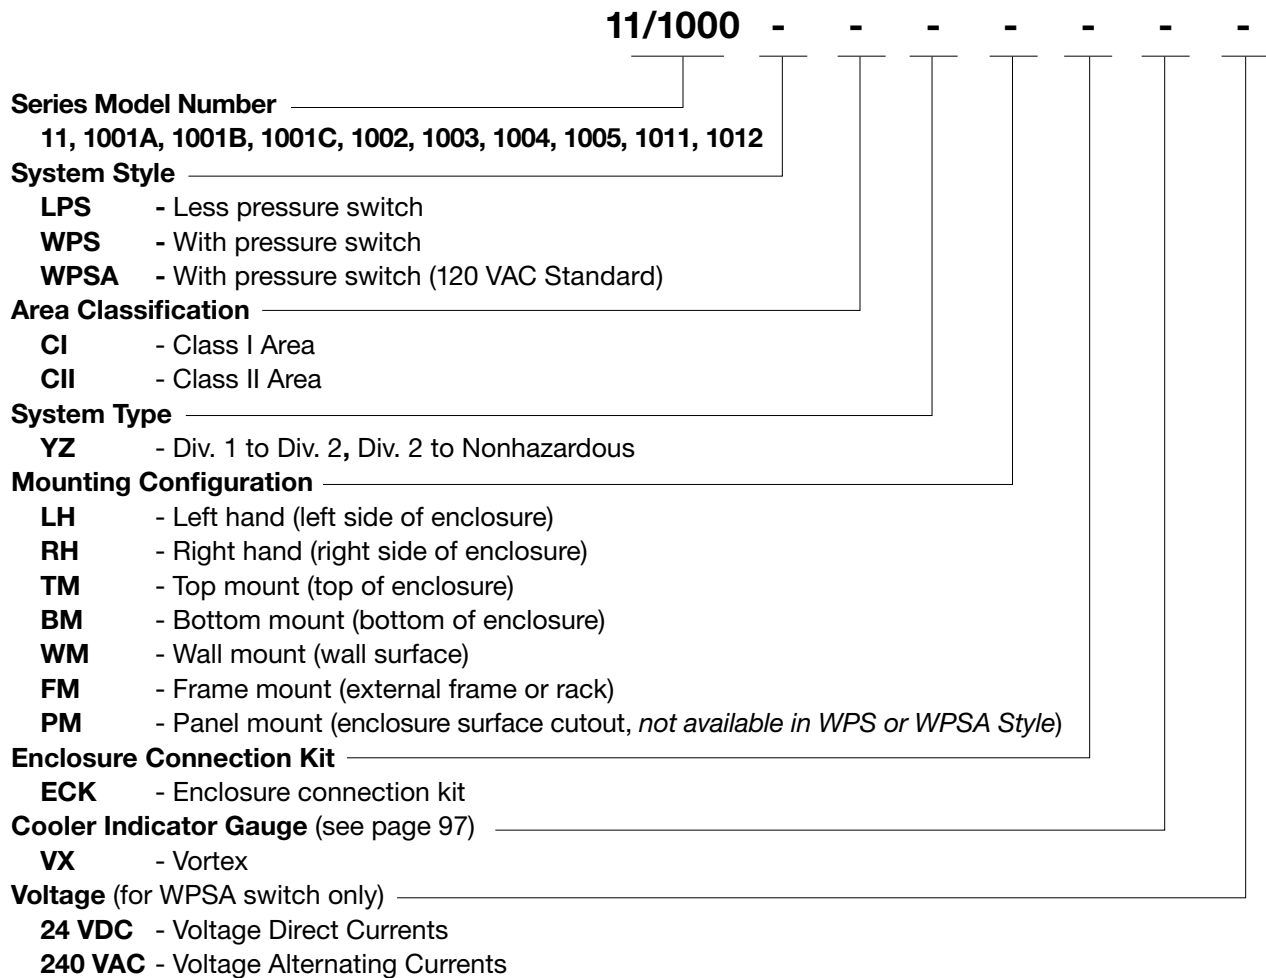 11/1000 - - - - - - -
Series Model Number
11, 1001A, 1001B, 1001C, 1002, 1003, 1004, 1005, 1011, 1012
System Style
LPS - Less pressure switch
WPS - With pressure switch
WPSA - With pressure switch (120 VAC Standard)
Area Classification
CI - Class I Area
CII - Class II Area
System Type
YZ - Div. 1 to Div. 2, Div. 2 to Nonhazardous
Mounting Configuration
LH - Left hand (left side of enclosure)
RH - Right hand (right side of enclosure)
TM - Top mount (top of enclosure)
BM - Bottom mount (bottom of enclosure)
WM - Wall mount (wall surface)
FM - Frame mount (external frame or rack)
PM - Panel mount (enclosure surface cutout, not available in WPS or WPSA Style)
Enclosure Connection Kit
ECK - Enclosure connection kit
Cooler Indicator Gauge (see page 97)
VX - Vortex
Voltage (for WPSA switch only)
24 VDC - Voltage Direct Currents
240 VAC - Voltage Alternating Currents